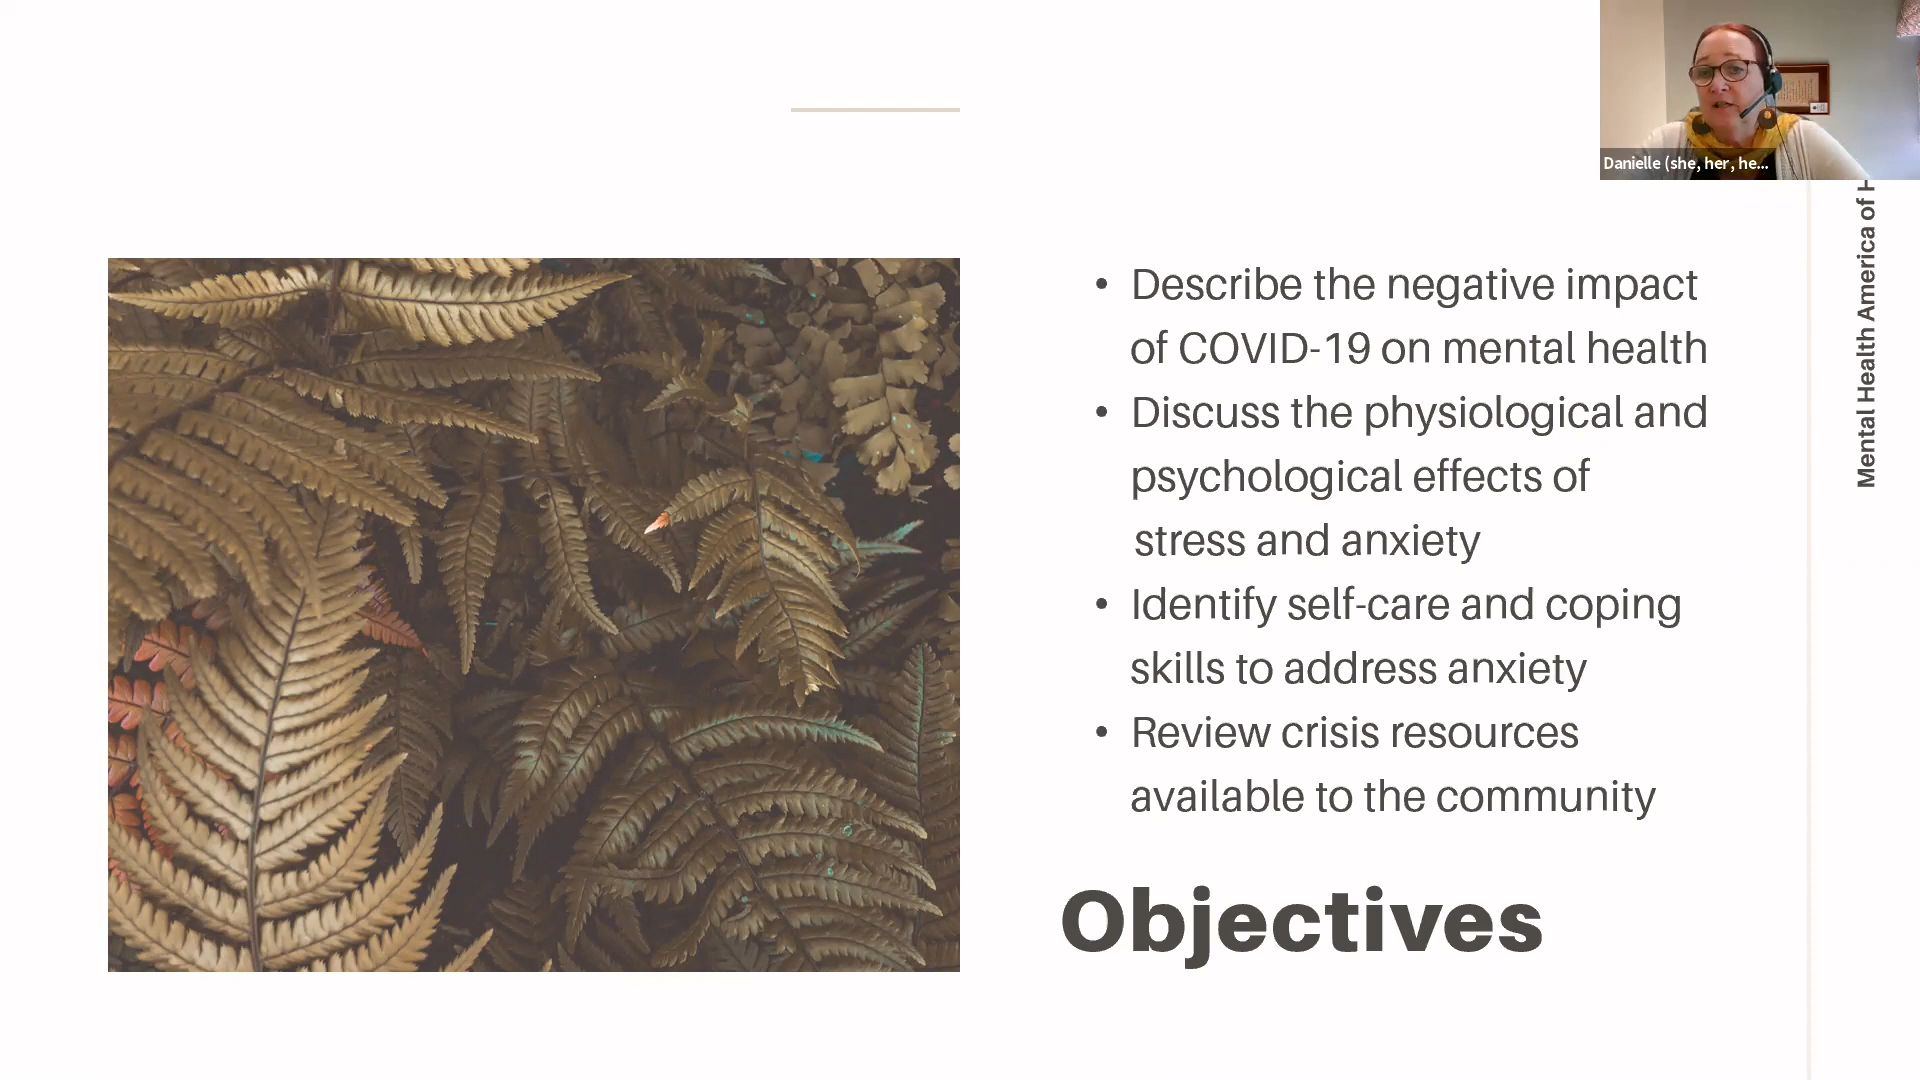 Danielle (she, her, he...
Mental Health America of
• Describe the negative impact
of COVID-19 on mental health
• Discuss the physiological and
psychological effects of
stress and anxiety
• Identify self-care and coping
skills to address anxiety
• Review crisis resources
available to the community
Objectives